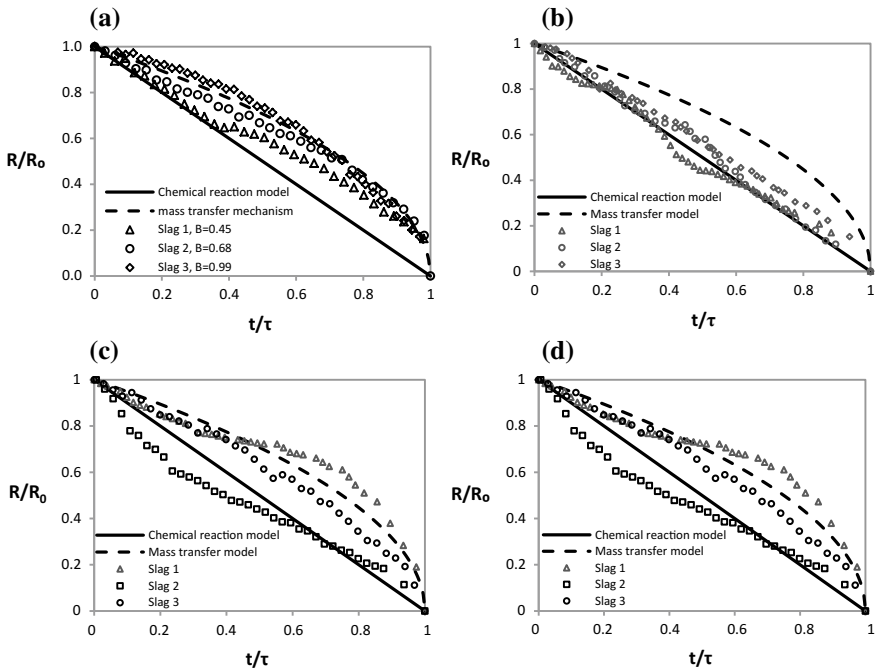 (a)
1.0
0.8
0.6
0.4
0.2
0.0
R/Ro
Chemical reaction model
mass transfer mechanism
Slag 1, B=0.45
Slag 2, B=0.68
Slag 3, B=0.99
0 0.2 0.4 0.6 0.8 1
t/τ
(b)
1
0.8
0.6
0.4
0.2
0
R/Ro
Chemical reaction model
Mass transfer model
Slag 1
Slag 2
Slag 3
0 0.2 0.4 0.6 0.8 1
t/τ
(c)
1
0.8
0.6
0.4
0.2
0
R/R0
Chemical reaction model
Mass transfer model
Slag 1
Slag 2
Slag 3
0 0.2 0.4 0.6 0.8 1
t/τ
(d)
1
0.8
0.6
0.4
0.2
0
R/Ro
Chemical reaction model
Mass transfer model
Slag 1
Slag 2
Slag 3
0 0.2 0.4 0.6 0.8 1
t/τ